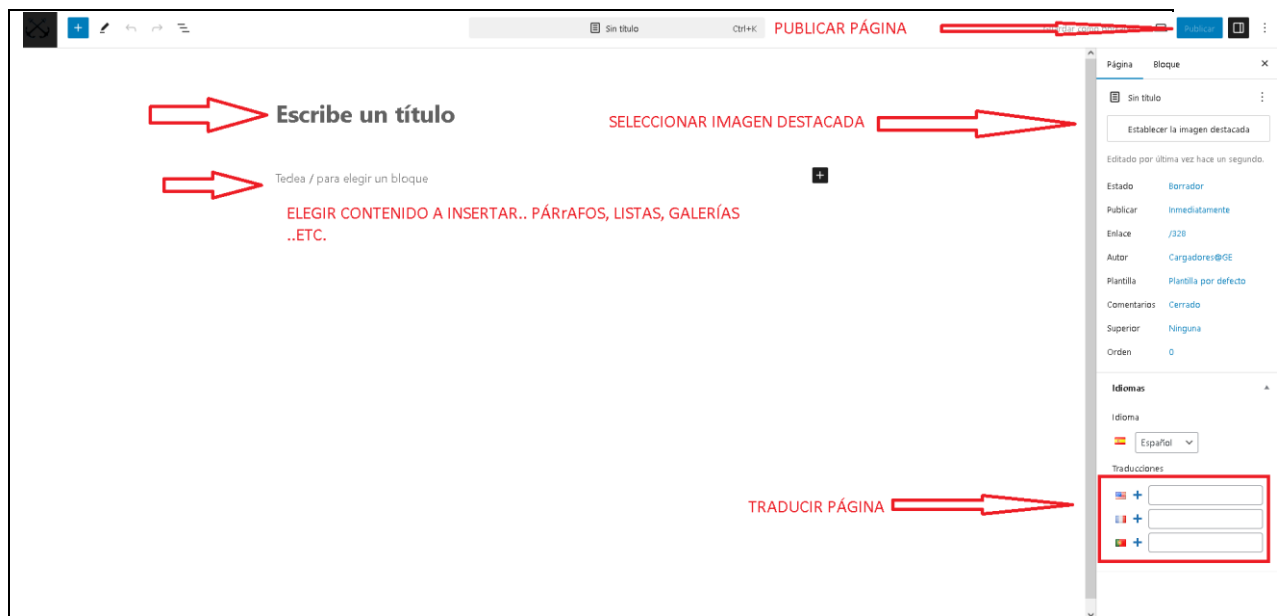 Sin título Ctrl+K PUBLICAR PÁGINA Publicar
Página Bloque
Sin título
Escribe un título
SELECCIONAR IMAGEN DESTACADA
Establecer la imagen destacada
Editado por última vez hace un segundo.
Teclea / para elegir un bloque
Estado Borrador
ELEGIR CONTENIDO A INSERTAR.. PÁRrAFOS, LISTAS, GALERÍAS
..ETC.
Publicar Inmediatamente
Enlace /328
Autor Cargadores@GE
Plantilla Plantilla por defecto
Comentarios Cerrado
Superior Ninguna
Orden 0
Idiomas
Idioma
Español
Traducciones
TRADUCIR PÁGINA